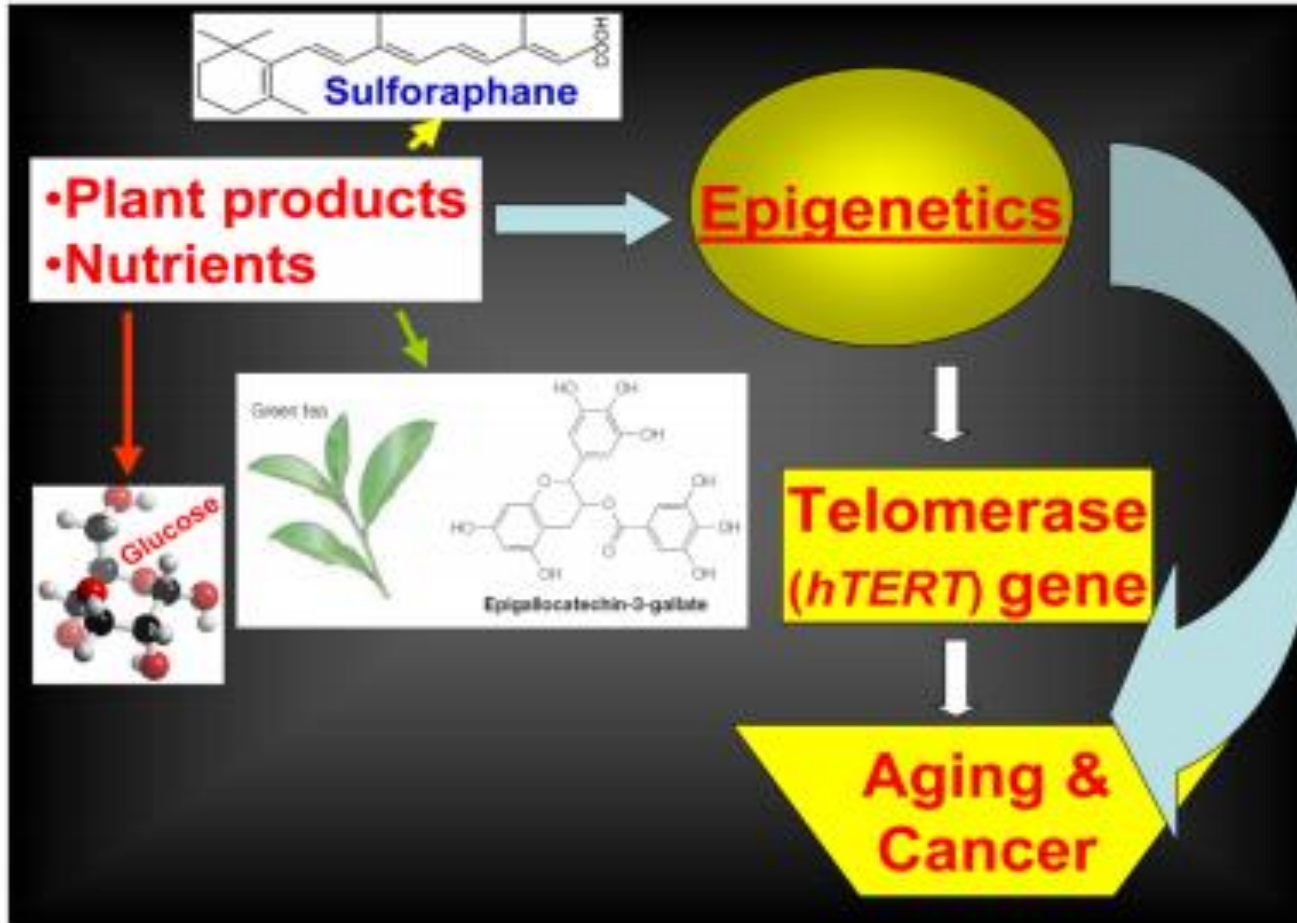 COOH
Sulforaphane
•Plant products
•Nutrients
Epigenetics
Green tea
HO
OH
OH
O
HO
O
OH
OH
O
OH
OH
Epigallocatechin-3-gallate
Glucose
Telomerase
(hTERT) gene
Aging &
Cancer